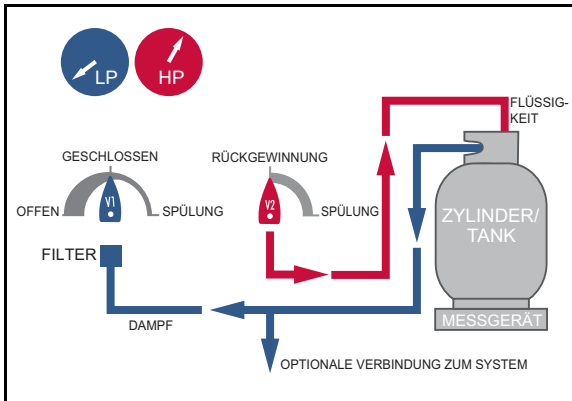 LP
HP
FLÜSSIG-
KEIT
GESCHLOSSEN
RÜCKGEWINNUNG
V1
V2
OFFEN
SPÜLUNG
SPÜLUNG
ZYLINDER/
TANK
FILTER
MESSGERÄT
DAMPF
OPTIONALE VERBINDUNG ZUM SYSTEM